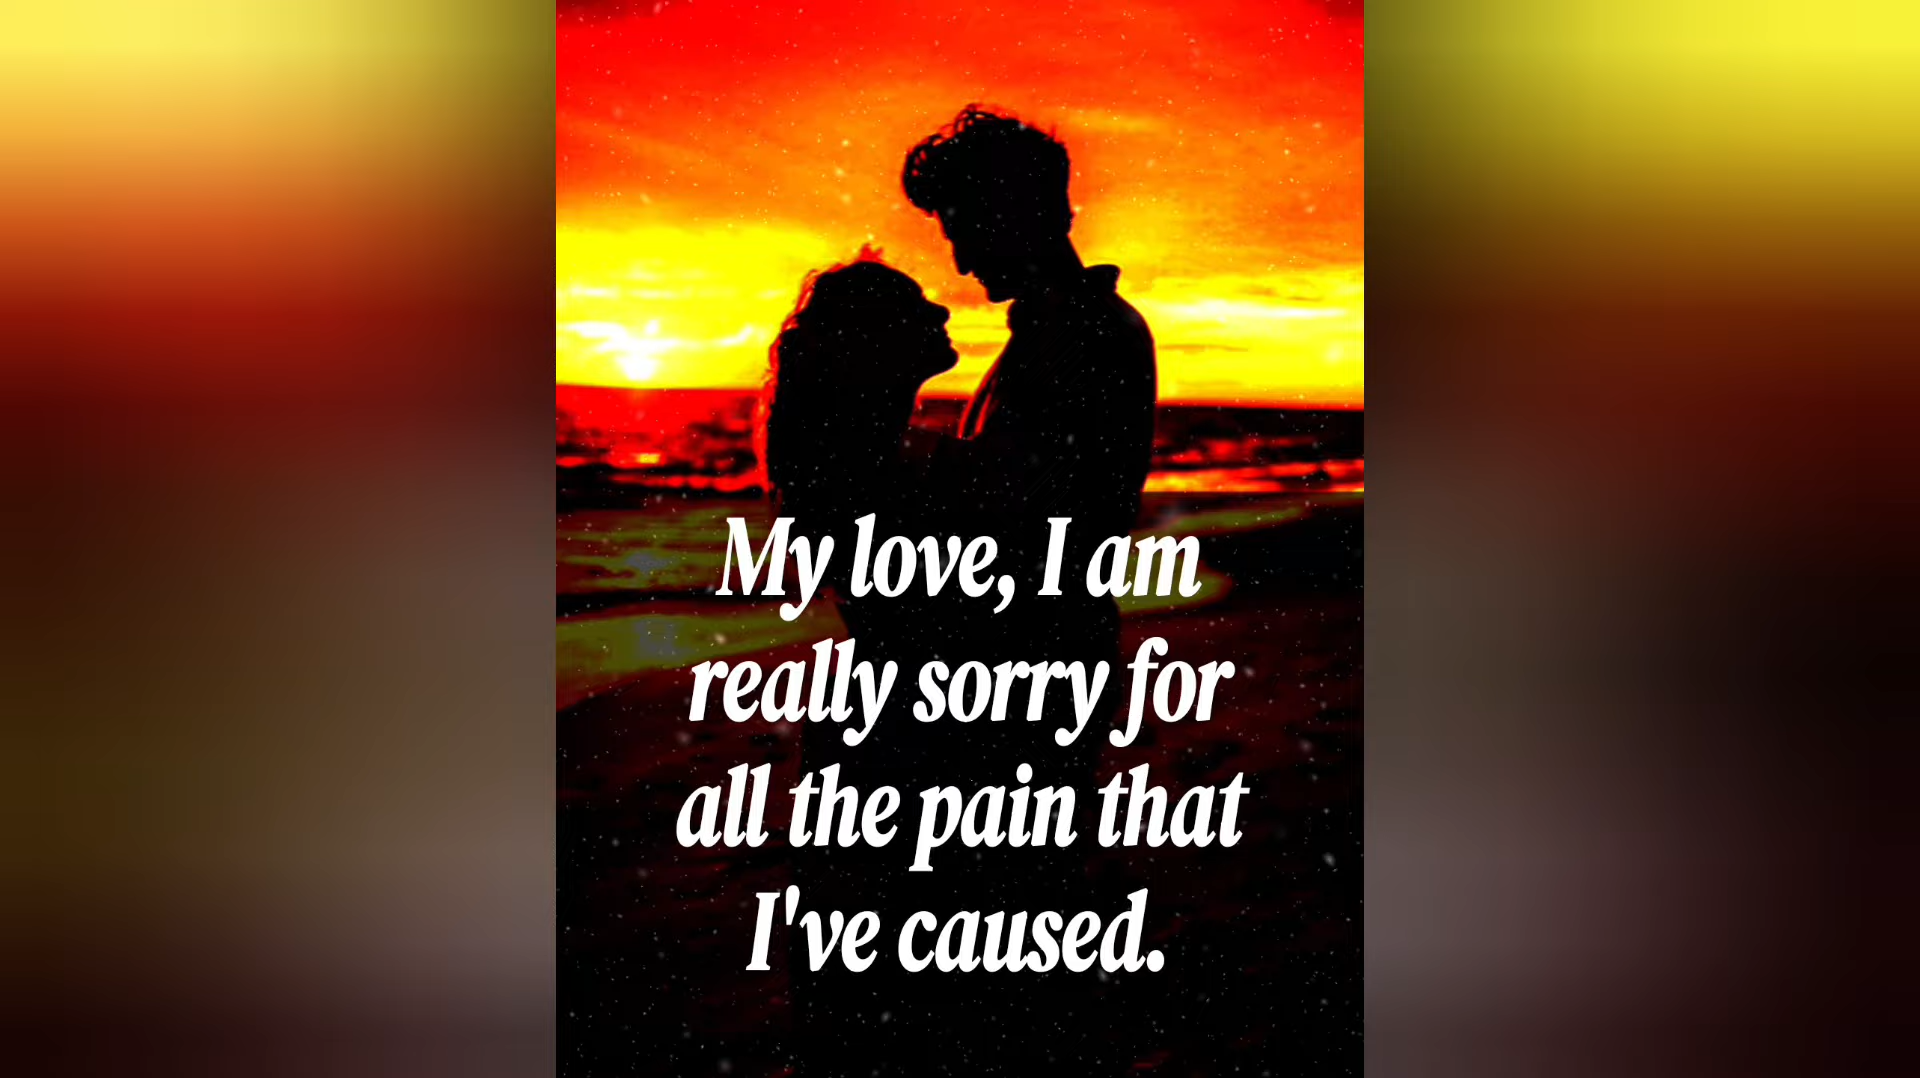 My love, I am
really sorry for
all the pain that
I've caused.